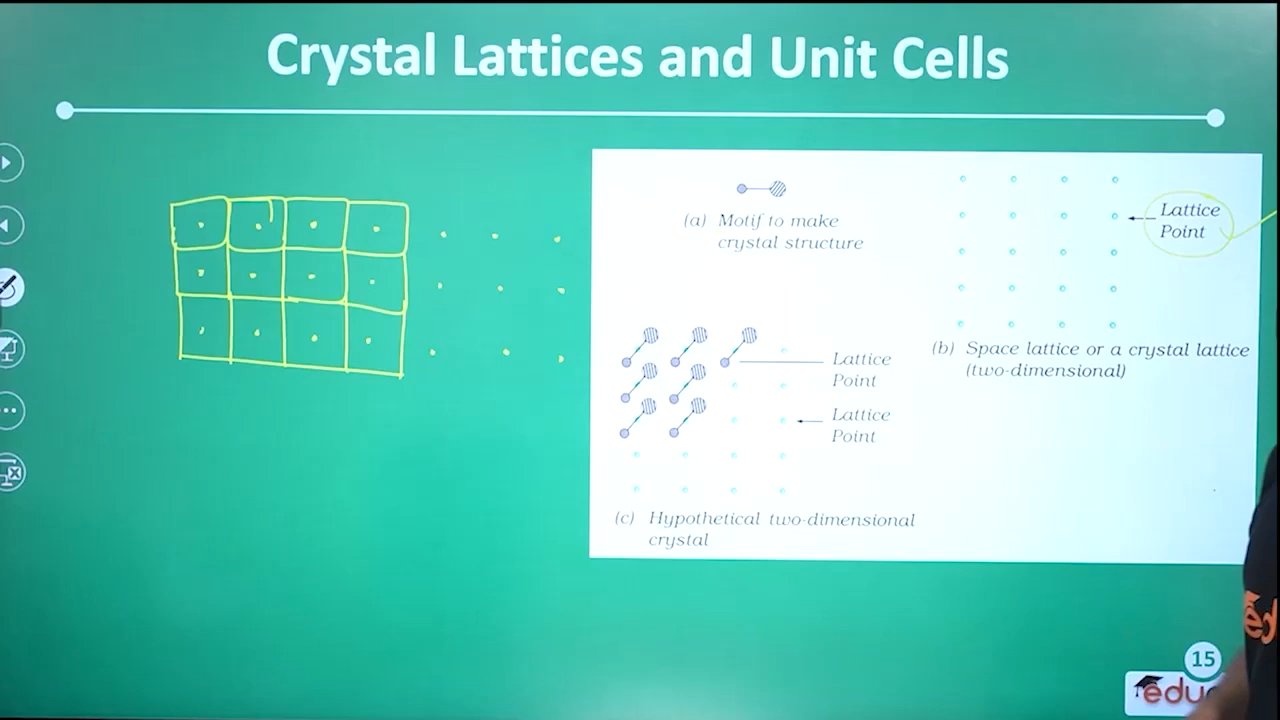 Crystal Lattices and Unit Cells
(a) Motif to make
crystal structure
Lattice
Point
(b) Space lattice or a crystal lattice
(two-dimensional)
Lattice
Point
Lattice
Point
(c) Hypothetical two-dimensional
crystal
15
edu